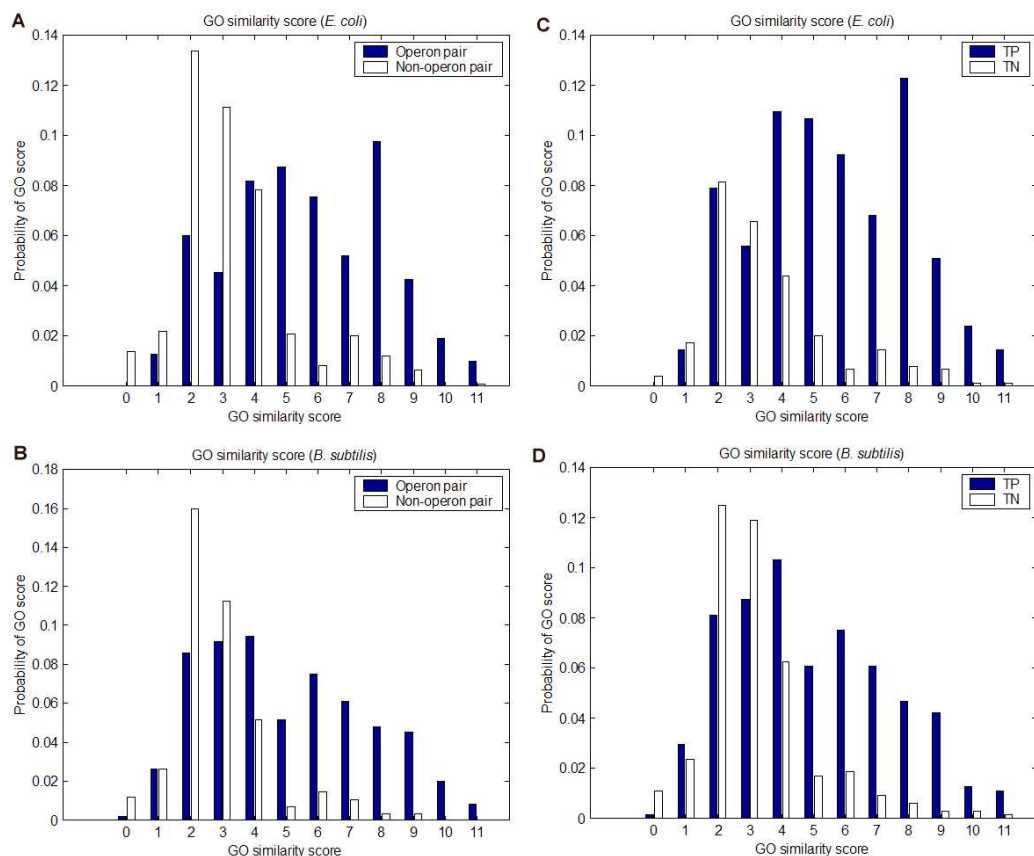 A
GO similarity score (E. coli)
0.14
0.12
0.1
0.08
0.06
0.04
0.02
0
Probability of GO score
Operon pair
Non-operon pair
0 1 2 3 4 5 6 7 8 9 10 11
GO similarity score
C
GO similarity score (E. coli)
0.14
0.12
0.1
0.08
0.06
0.04
0.02
0
Probability of GO score
TP
TN
0 1 2 3 4 5 6 7 8 9 10 11
GO similarity score
B
GO similarity score (B. subtilis)
0.18
0.16
0.14
0.12
0.1
0.08
0.06
0.04
0.02
0
Probability of GO score
Operon pair
Non-operon pair
0 1 2 3 4 5 6 7 8 9 10 11
GO similarity score
D
GO similarity score (B. subtilis)
0.14
0.12
0.1
0.08
0.06
0.04
0.02
0
Probability of GO score
TP
TN
0 1 2 3 4 5 6 7 8 9 10 11
GO similarity score